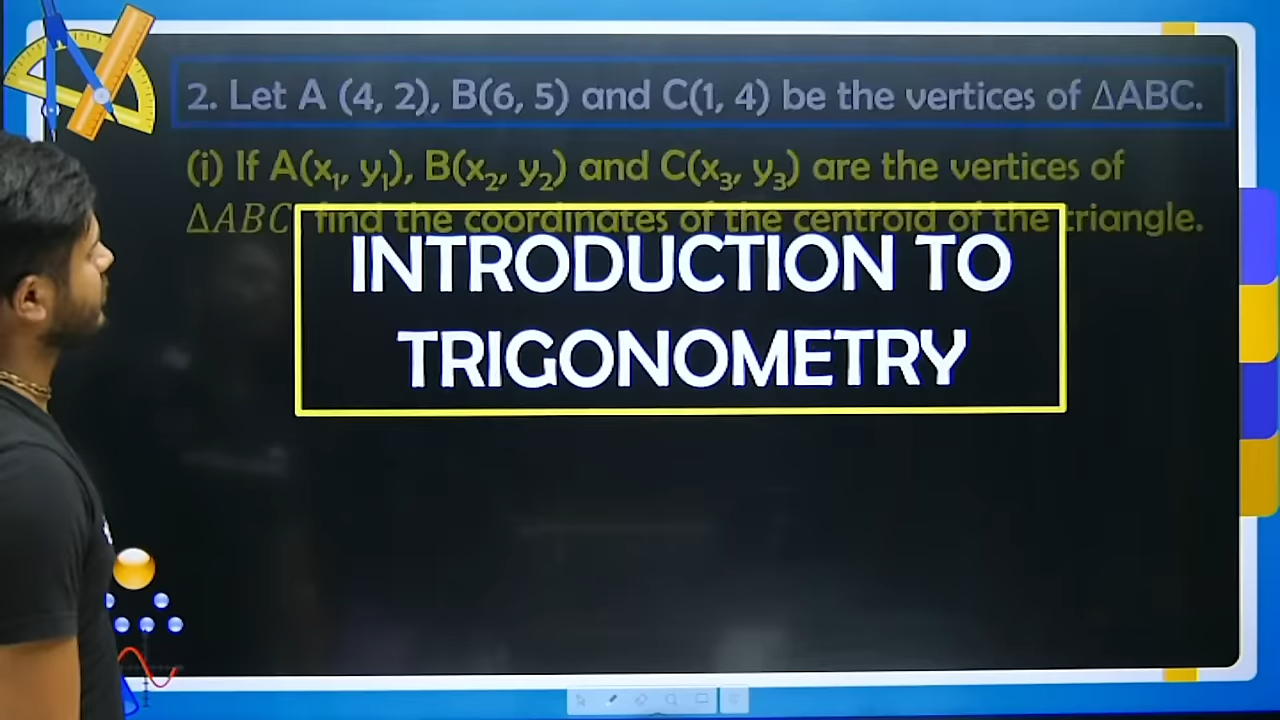 2. Let A (4, 2), B(6, 5) and C(1, 4) be the vertices of ΔABC.
(i) If A(x₁, y₁), B(x₂, y₂) and C(x₃, y₃) are the vertices of
ΔABC find the coordinates of the centroid of the triangle.
INTRODUCTION TO
TRIGONOMETRY